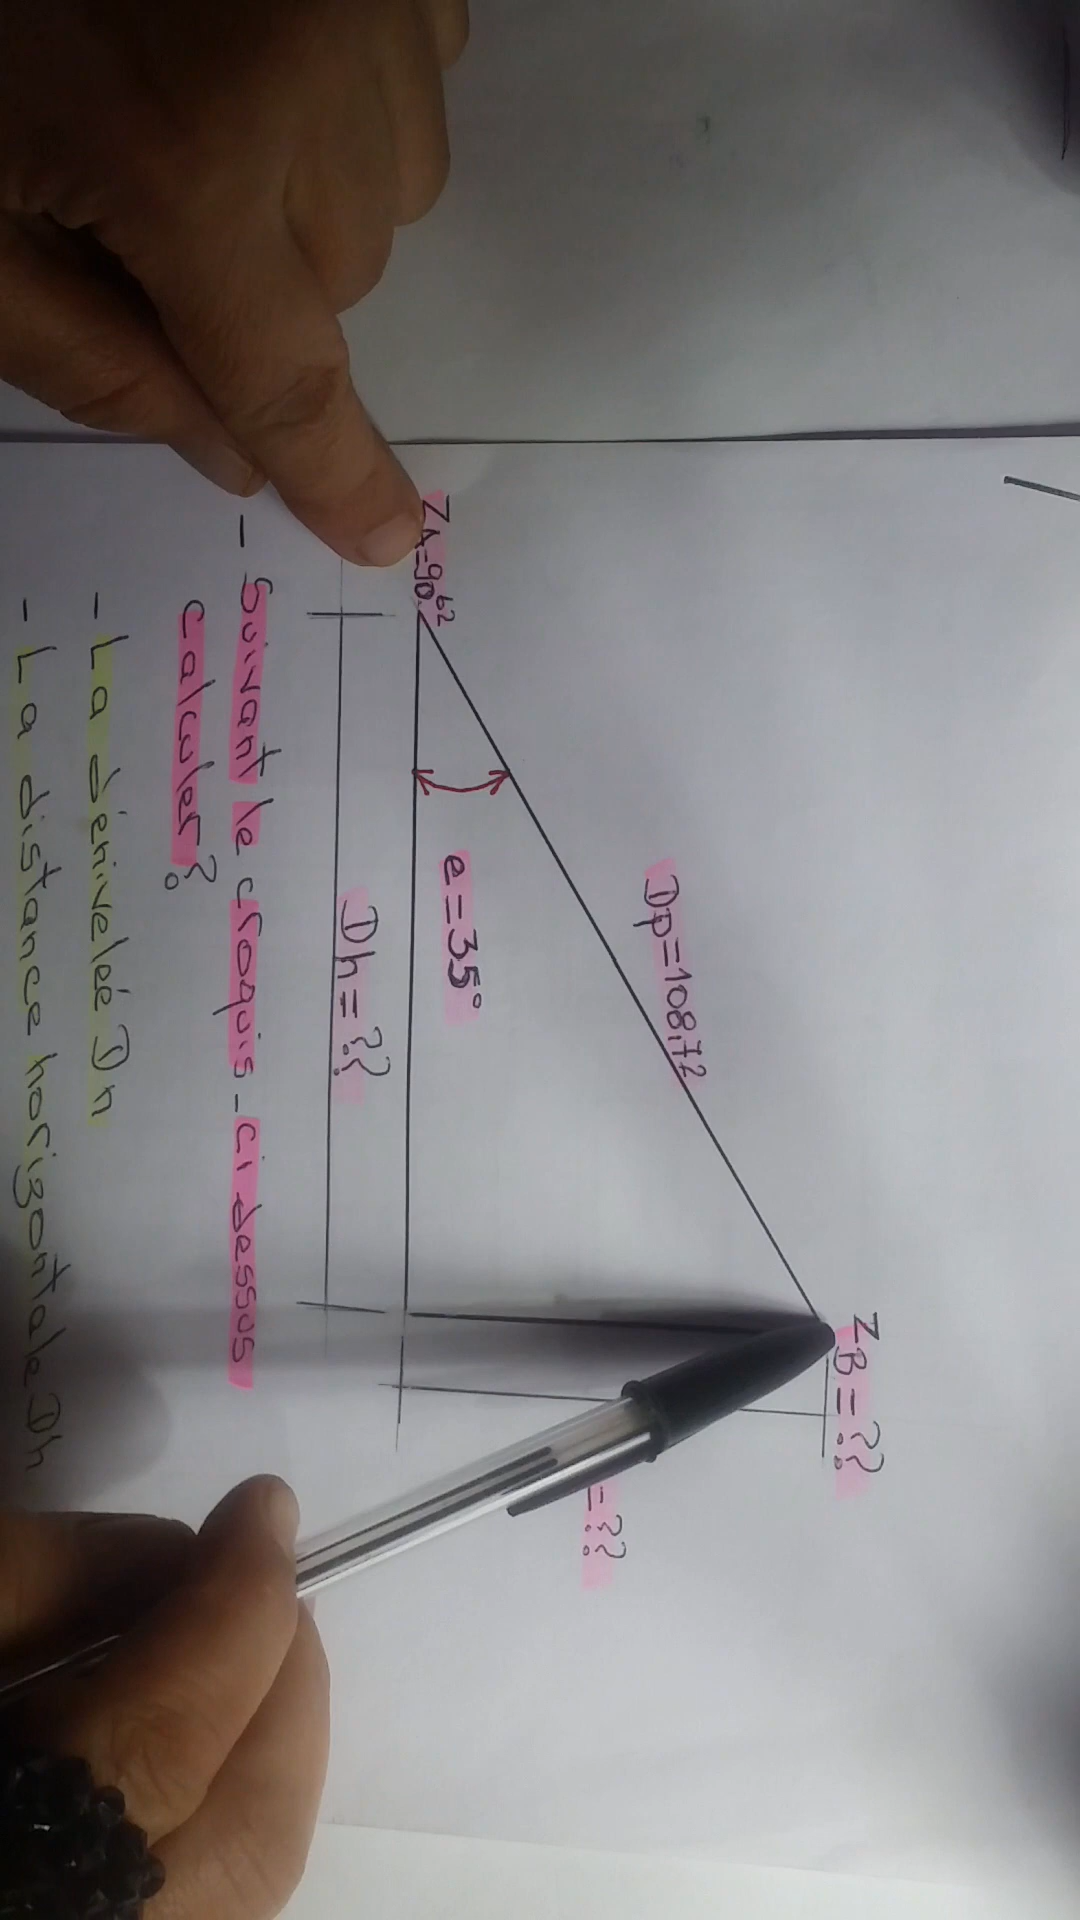 ZB=??
Dp=108,72
=??
ZA=90.62
e=35°
Dh=??
- Suivant le croquis-ci dessus
calculer?
- La dénivelée Dn
- La distance horizontale Dh